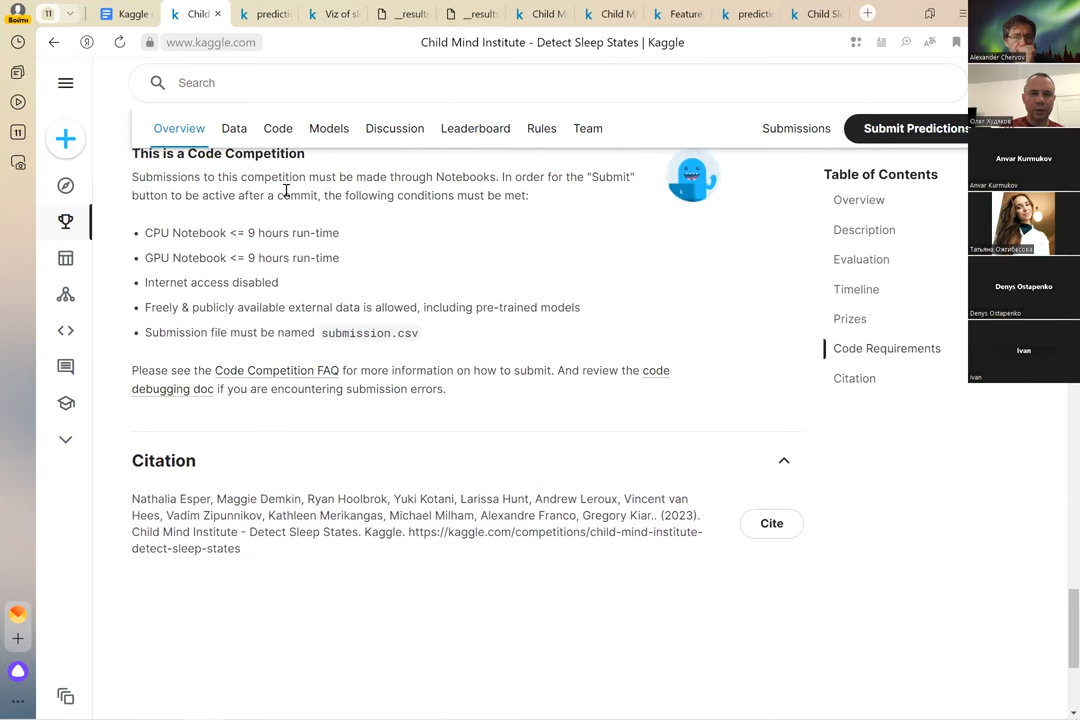 Войти
11
Kaggle
Child
predicti
Viz of sl
__results
__results
Child M
Child M
Feature
predicti
Child Sl
www.kaggle.com
Child Mind Institute - Detect Sleep States | Kaggle
Search
11
Overview
Data
Code
Models
Discussion
Leaderboard
Rules
Team
Submissions
Submit Predictions
This is a Code Competition
Submissions to this competition must be made through Notebooks. In order for the "Submit"
button to be active after a commit, the following conditions must be met:
• CPU Notebook <= 9 hours run-time
• GPU Notebook <= 9 hours run-time
• Internet access disabled
• Freely & publicly available external data is allowed, including pre-trained models
• Submission file must be named submission.csv
Please see the Code Competition FAQ for more information on how to submit. And review the code
debugging doc if you are encountering submission errors.
Citation
Nathalia Esper, Maggie Demkin, Ryan Hoolbrok, Yuki Kotani, Larissa Hunt, Andrew Leroux, Vincent van
Hees, Vadim Zipunnikov, Kathleen Merikangas, Michael Milham, Alexandre Franco, Gregory Kiar.. (2023).
Child Mind Institute - Detect Sleep States. Kaggle. https://kaggle.com/competitions/child-mind-institute-
detect-sleep-states
Cite
Table of Contents
Overview
Description
Evaluation
Timeline
Prizes
Code Requirements
Citation
Alexander Chervov
Олег Худяков
Anvar Kurmukov
Anvar Kurmukov
Татьяна Ожгибесова
Denys Ostapenko
Denys Ostapenko
Ivan
Ivan